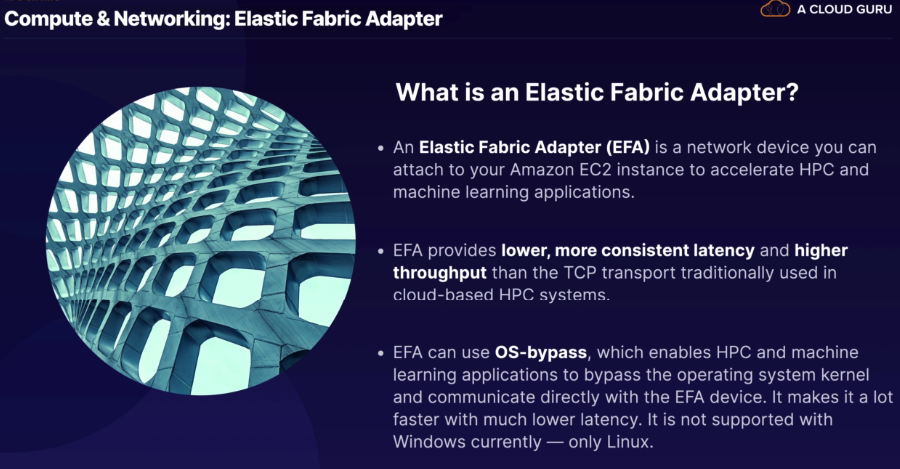 Compute & Networking: Elastic Fabric Adapter
A CLOUD GURU
What is an Elastic Fabric Adapter?
• An Elastic Fabric Adapter (EFA) is a network device you can
attach to your Amazon EC2 instance to accelerate HPC and
machine learning applications.
• EFA provides lower, more consistent latency and higher
throughput than the TCP transport traditionally used in
cloud-based HPC systems.
• EFA can use OS-bypass, which enables HPC and machine
learning applications to bypass the operating system kernel
and communicate directly with the EFA device. It makes it a lot
faster with much lower latency. It is not supported with
Windows currently — only Linux.